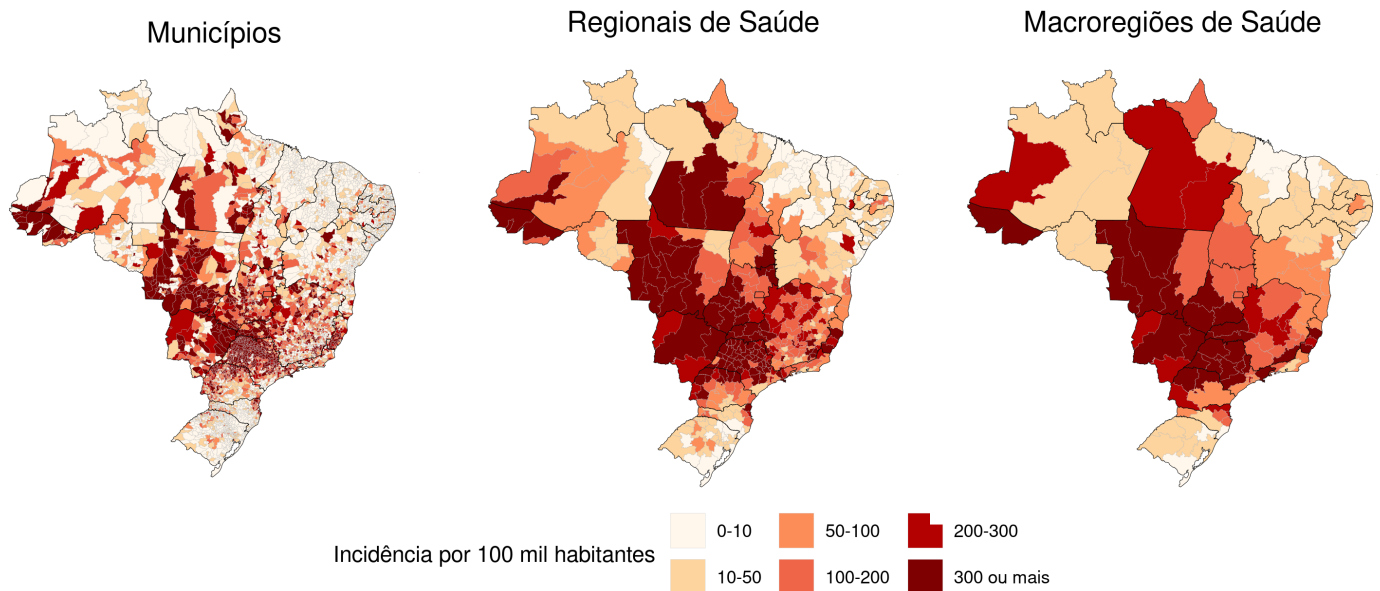 Municípios
Regionais de Saúde
Macroregiões de Saúde
Incidência por 100 mil habitantes
0-10
50-100
200-300
10-50
100-200
300 ou mais